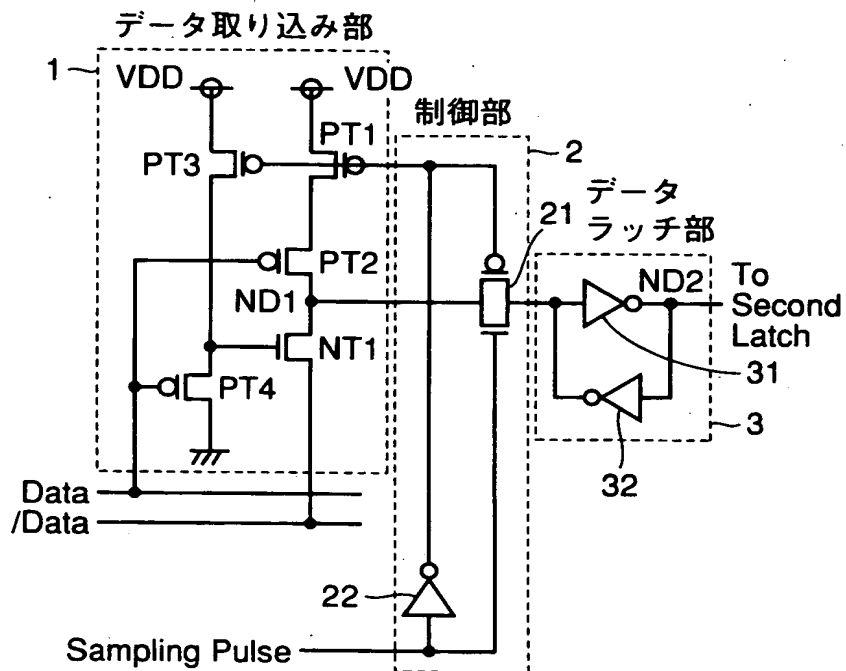 データ取り込み部
1
VDD
VDD
制御部
PT1
2
PT3
データ
ラッチ部
21
PT2
ND2
To
Second
Latch
ND1
NT1
31
PT4
3
32
Data
/Data
22
Sampling Pulse